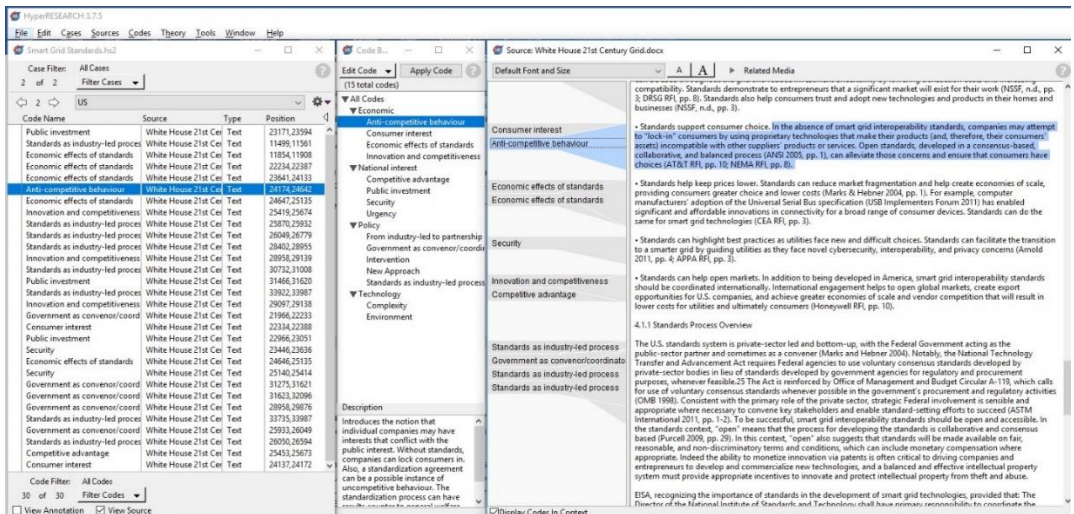 HyperRESEARCH 3.7.5
File Edit Cases Sources Codes Theory Tools Window Help
Smart Grid Standards.hs2
Case Filter: All Cases
2 of 2 Filter Cases
2 US
Code Name Source Type Position
Public investment White House 21st Cer Text 23171,23594
Standards as industry-led proces White House 21st Cer Text 11499,11561
Economic effects of standards White House 21st Cer Text 11854,11908
Economic effects of standards White House 21st Cer Text 22234,22387
Economic effects of standards White House 21st Cer Text 23641,24133
Anti-competitive behaviour White House 21st Cer Text 24174,24642
Economic effects of standards White House 21st Cer Text 24647,25135
Innovation and competitiveness White House 21st Cer Text 25419,25674
Standards as industry-led proces White House 21st Cer Text 25870,25932
Standards as industry-led proces White House 21st Cer Text 26049,26779
Standards as industry-led proces White House 21st Cer Text 28402,28955
Innovation and competitiveness White House 21st Cer Text 28958,29139
Standards as industry-led proces White House 21st Cer Text 30732,31008
Public investment White House 21st Cer Text 31466,31620
Standards as industry-led proces White House 21st Cer Text 33922,33987
Innovation and competitiveness White House 21st Cer Text 29097,29138
Government as convenor/coord White House 21st Cer Text 21966,22233
Consumer interest White House 21st Cer Text 22334,22388
Public investment White House 21st Cer Text 22966,23051
Security White House 21st Cer Text 23446,23636
Economic effects of standards White House 21st Cer Text 24646,25135
Security White House 21st Cer Text 25140,25414
Government as convenor/coord White House 21st Cer Text 31275,31621
Government as convenor/coord White House 21st Cer Text 31623,32096
Government as convenor/coord White House 21st Cer Text 28958,29876
Standards as industry-led proces White House 21st Cer Text 33735,33987
Government as convenor/coord White House 21st Cer Text 25933,26049
Standards as industry-led proces White House 21st Cer Text 26050,26594
Competitive advantage White House 21st Cer Text 25453,25673
Consumer interest White House 21st Cer Text 24137,24172
Code Filter: All Codes
30 of 30 Filter Codes
View Annotation View Source
Code B...
Edit Code Apply Code
(15 total codes)
All Codes
Economic
Anti-competitive behaviour
Consumer interest
Economic effects of standards
Innovation and competitiveness
National interest
Competitive advantage
Public investment
Security
Urgency
Policy
From industry-led to partnership
Government as convenor/coordi
Intervention
New Approach
Standards as industry-led process
Technology
Complexity
Environment
Description
Introduces the notion that
individual companies may have
interests that conflict with the
public interest. Without standards,
companies can lock consumers in.
Also, a standardization agreement
can be a possible instance of
uncompetitive behaviour. The
standardization process can have
results counter to general welfare
Source: White House 21st Century Grid.docx
Default Font and Size A A Related Media
Consumer interest
Anti-competitive behaviour
Economic effects of standards
Economic effects of standards
Security
Innovation and competitiveness
Competitive advantage
Standards as industry-led process
Government as convenor/coordinato
Standards as industry-led process
Standards as industry-led process
compatibility. Standards demonstrate to entrepreneurs that a significant market will exist for their work (NSSF, n.d., pp.
3; DRSG RFI, pp. 8). Standards also help consumers trust and adopt new technologies and products in their homes and
businesses (NSSF, n.d., pp. 3).
• Standards support consumer choice. In the absence of smart grid interoperability standards, companies may attempt
to "lock-in" consumers by using proprietary technologies that make their products (and, therefore, their consumers'
assets) incompatible with other suppliers' products or services. Open standards, developed in a consensus-based,
collaborative, and balanced process (ANSI 2005, pp. 1), can alleviate those concerns and ensure that consumers have
choices (AT&T RFI, pp. 10; NEMA RFI, pp. 8).
• Standards help keep prices lower. Standards can reduce market fragmentation and help create economies of scale,
providing consumers greater choice and lower costs (Marks & Hebner 2004, pp. 1). For example, computer
manufacturers' adoption of the Universal Serial Bus specification (USB Implementers Forum 2011) has enabled
significant and affordable innovations in connectivity for a broad range of consumer devices. Standards can do the
same for smart grid technologies (CEA RFI, pp. 3).
• Standards can highlight best practices as utilities face new and difficult choices. Standards can facilitate the transition
to a smarter grid by guiding utilities as they face novel cybersecurity, interoperability, and privacy concerns (Arnold
2011, pp. 4; APPA RFI, pp. 3).
• Standards can help open markets. In addition to being developed in America, smart grid interoperability standards
should be coordinated internationally. International engagement helps to open global markets, create export
opportunities for U.S. companies, and achieve greater economies of scale and vendor competition that will result in
lower costs for utilities and ultimately consumers (Honeywell RFI, pp. 10).
4.1.1 Standards Process Overview
The U.S. standards system is private-sector led and bottom-up, with the Federal Government acting as the
public-sector partner and sometimes as a convener (Marks and Hebner 2004). Notably, the National Technology
Transfer and Advancement Act requires Federal agencies to use voluntary consensus standards developed by
private-sector bodies in lieu of standards developed by government agencies for regulatory and procurement
purposes, whenever feasible.25 The Act is reinforced by Office of Management and Budget Circular A-119, which calls
for use of voluntary consensus standards whenever possible in the government's procurement and regulatory activities
(OMB 1998). Consistent with the primary role of the private sector, strategic Federal involvement is sensible and
appropriate where necessary to convene key stakeholders and enable standard-setting efforts to succeed (ASTM
International 2011, pp. 1-2). To be successful, smart grid interoperability standards should be open and accessible. In
the standards context, "open" means that the process for developing the standards is collaborative and consensus
based (Purcell 2009, pp. 29). In this context, "open" also suggests that standards will be made available on fair,
reasonable, and non-discriminatory terms and conditions, which can include monetary compensation where
appropriate. Indeed the ability to monetize innovation via patents is often critical to driving companies and
entrepreneurs to develop and commercialize new technologies, and a balanced and effective intellectual property
system must provide appropriate incentives to innovate and protect intellectual property from theft and abuse.
EISA, recognizing the importance of standards in the development of smart grid technologies, provided that: The
Director of the National Institute of Standards and Technology shall have primary responsibility to coordinate the
Display Codes In Context